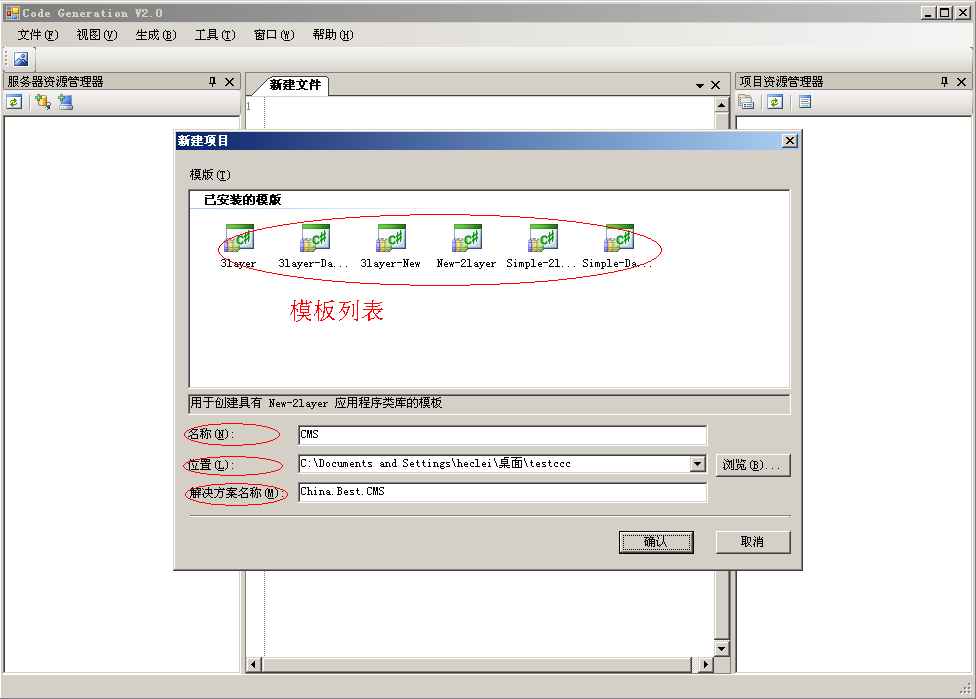 Code Generation V2.0
文件(F) 视图(V) 生成(B) 工具(T) 窗口(W) 帮助(H)
服务器资源管理器
新建文件
项目资源管理器
1
新建项目
模版(T)
已安装的模版
3layer 3layer-Da... 3layer-New New-2layer Simple-2l... Simple-Da...
模板列表
用于创建具有 New-2layer 应用程序类库的模板
名称(N): CMS
位置(L): C:\Documents and Settings\heclei\桌面\testccc 浏览(B)...
解决方案名称(M): China.Best.CMS
确认 取消